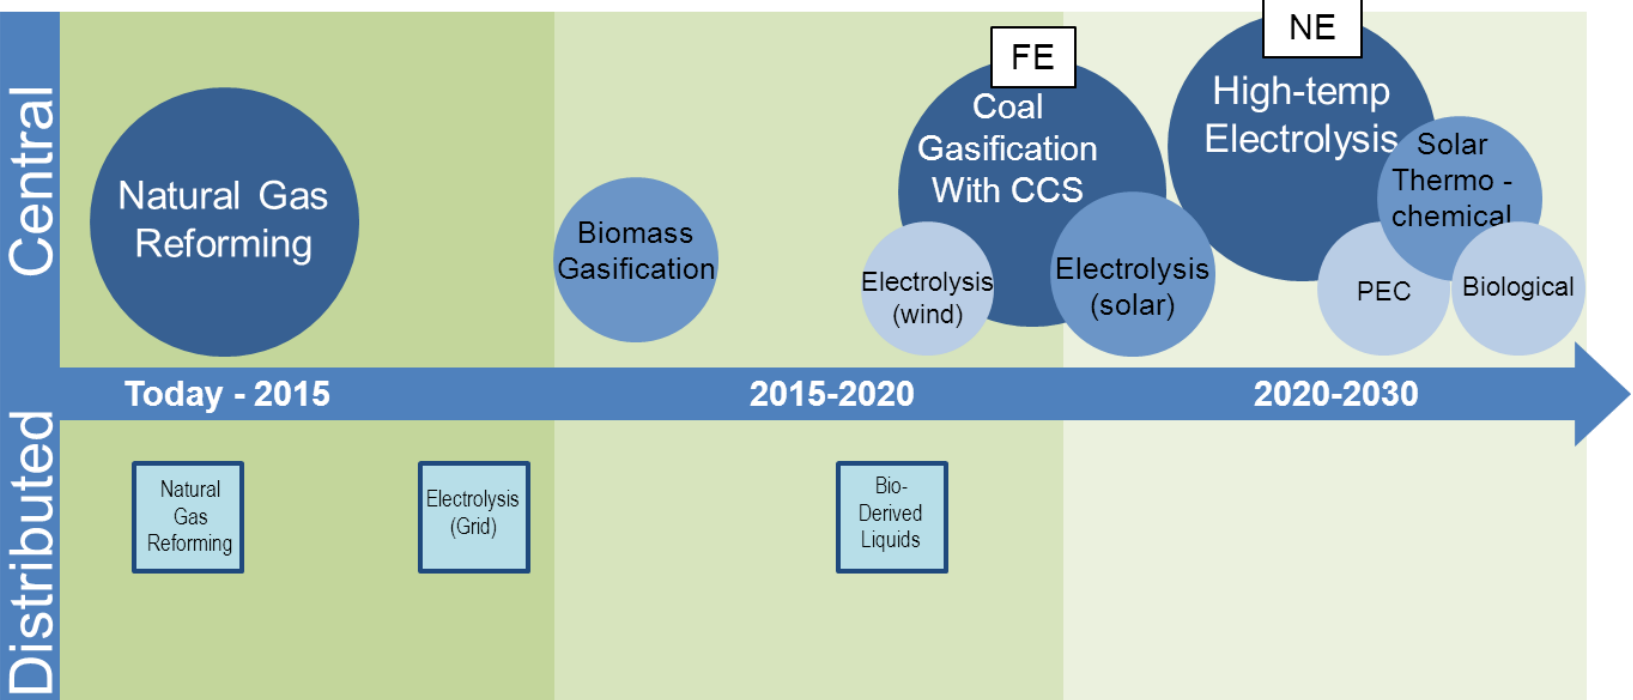 Central
Natural Gas
Reforming
Biomass
Gasification
FE
Coal
Gasification
With CCS
Electrolysis
(wind)
Electrolysis
(solar)
NE
High-temp
Electrolysis
Solar
Thermo -
chemical
PEC
Biological
Today - 2015
2015-2020
2020-2030
Distributed
Natural
Gas
Reforming
Electrolysis
(Grid)
Bio-
Derived
Liquids